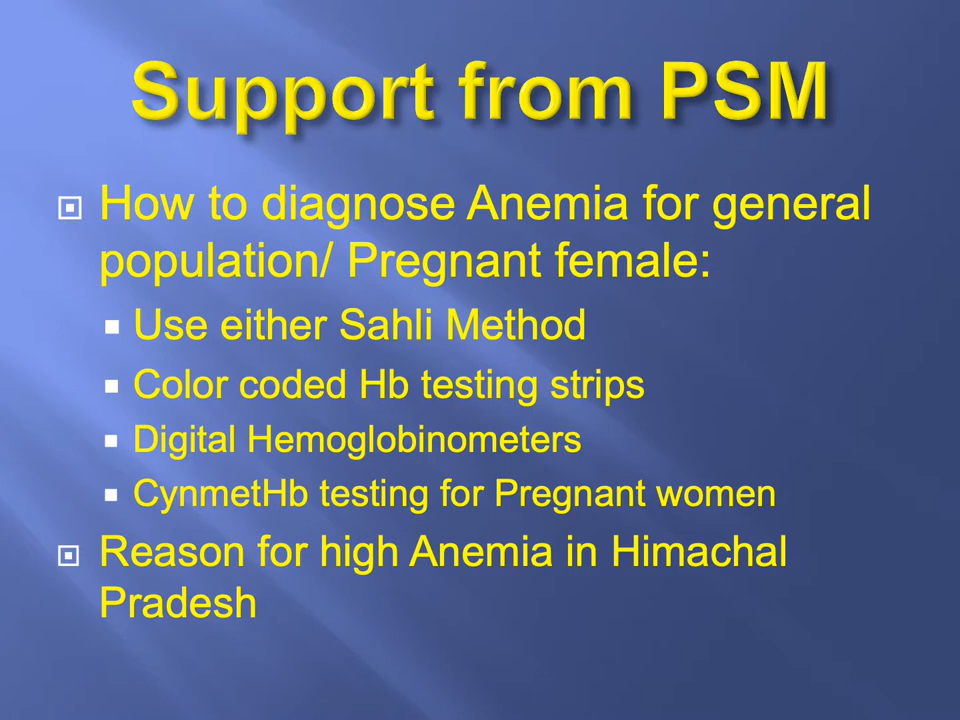 Support from PSM
How to diagnose Anemia for general
population/ Pregnant female:
Use either Sahli Method
Color coded Hb testing strips
Digital Hemoglobinometers
CynmetHb testing for Pregnant women
Reason for high Anemia in Himachal
Pradesh